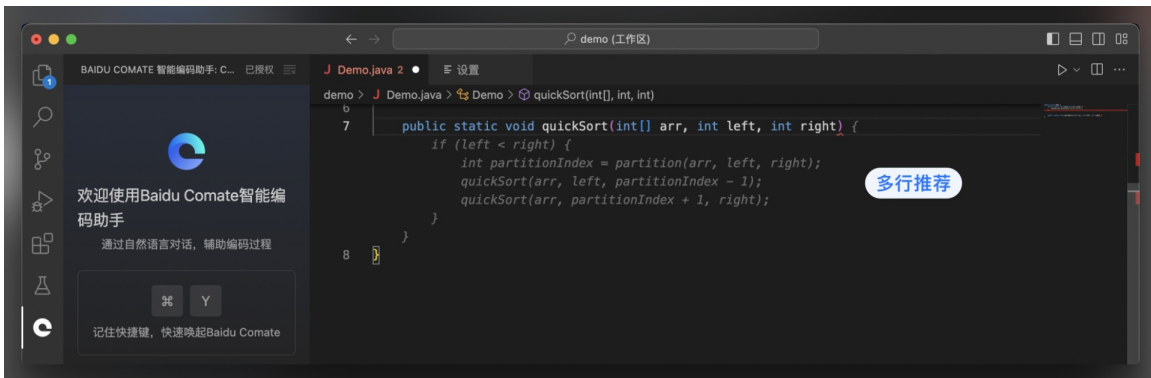 demo (工作区)
BAIDU COMATE 智能编码助手: C... 已授权
J Demo.java 2
设置
demo > J Demo.java > Demo > quickSort(int[], int, int)
6
7 public static void quickSort(int[] arr, int left, int right) {
if (left < right) {
int partitionIndex = partition(arr, left, right);
quickSort(arr, left, partitionIndex - 1);
quickSort(arr, partitionIndex + 1, right);
}
}
8 }
多行推荐
1
欢迎使用Baidu Comate智能编
码助手
通过自然语言对话，辅助编码过程
⌘ Y
记住快捷键，快速唤起Baidu Comate